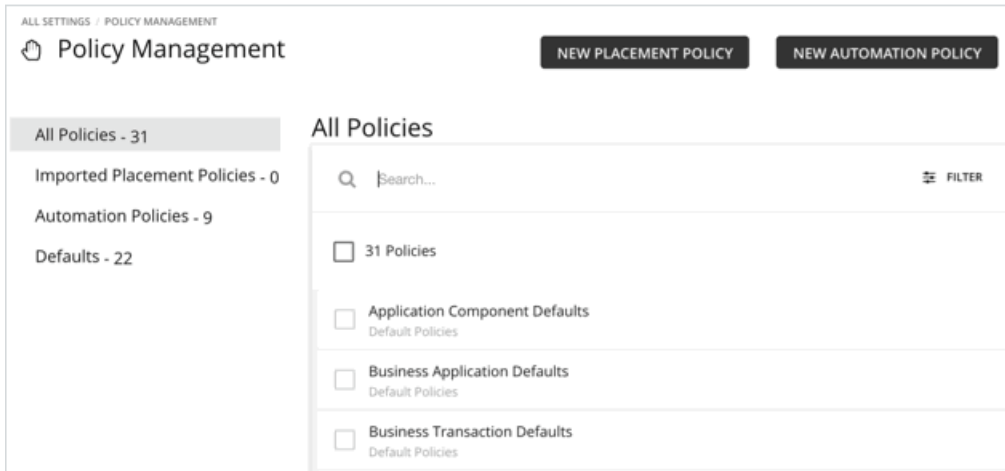 ALL SETTINGS / POLICY MANAGEMENT
Policy Management
NEW PLACEMENT POLICY
NEW AUTOMATION POLICY
All Policies - 31
Imported Placement Policies - 0
Automation Policies - 9
Defaults - 22
All Policies
Search...
FILTER
31 Policies
Application Component Defaults
Default Policies
Business Application Defaults
Default Policies
Business Transaction Defaults
Default Policies